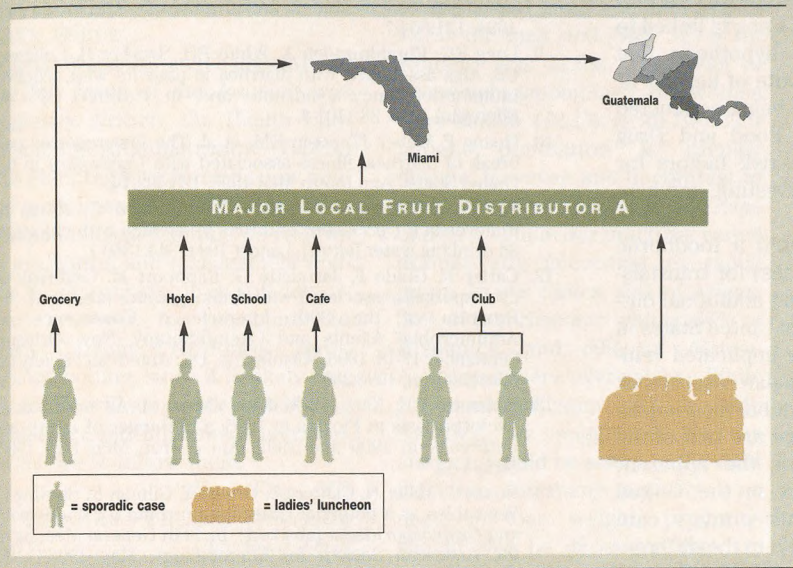 Guatemala
Miami
MAJOR LOCAL FRUIT DISTRIBUTOR A
Grocery
Hotel
School
Cafe
Club
= sporadic case
= ladies' luncheon